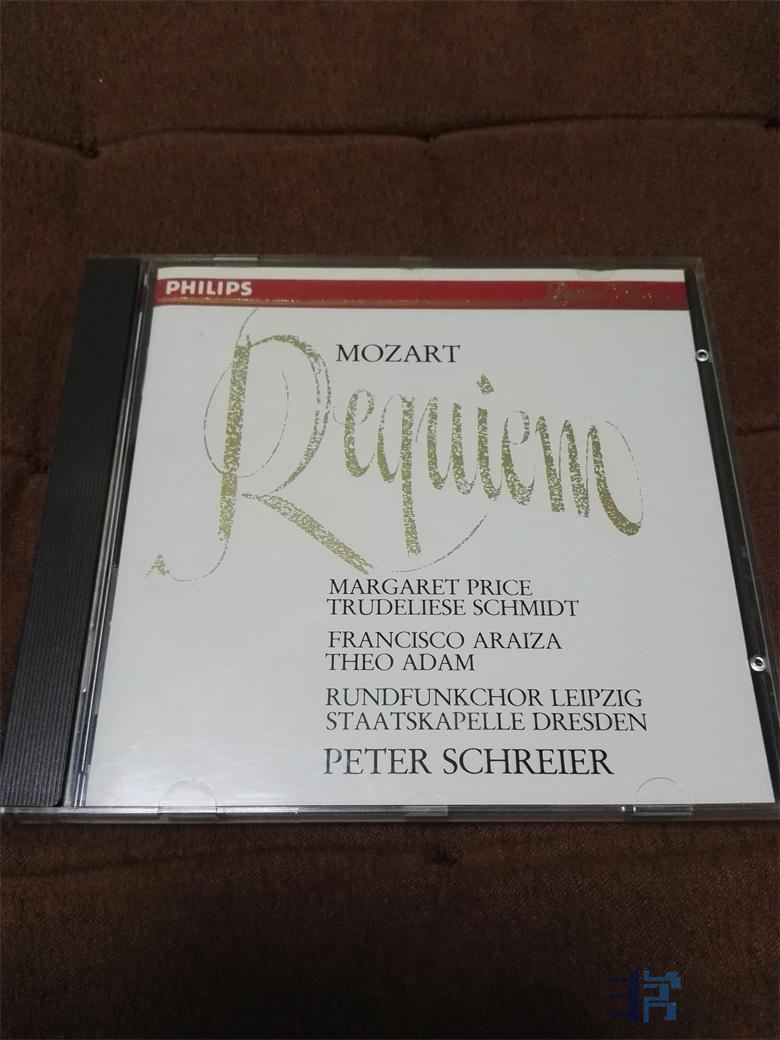 PHILIPS
MOZART
Requiem
MARGARET PRICE
TRUDELIESE SCHMIDT
FRANCISCO ARAIZA
THEO ADAM
RUNDFUNKCHOR LEIPZIG
STAATSKAPELLE DRESDEN
PETER SCHREIER